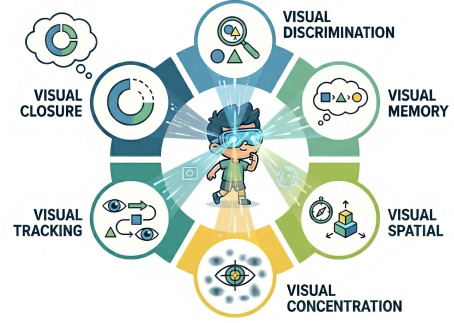 VISUAL
DISCRIMINATION
VISUAL
CLOSURE
VISUAL
MEMORY
VISUAL
TRACKING
VISUAL
SPATIAL
VISUAL
CONCENTRATION